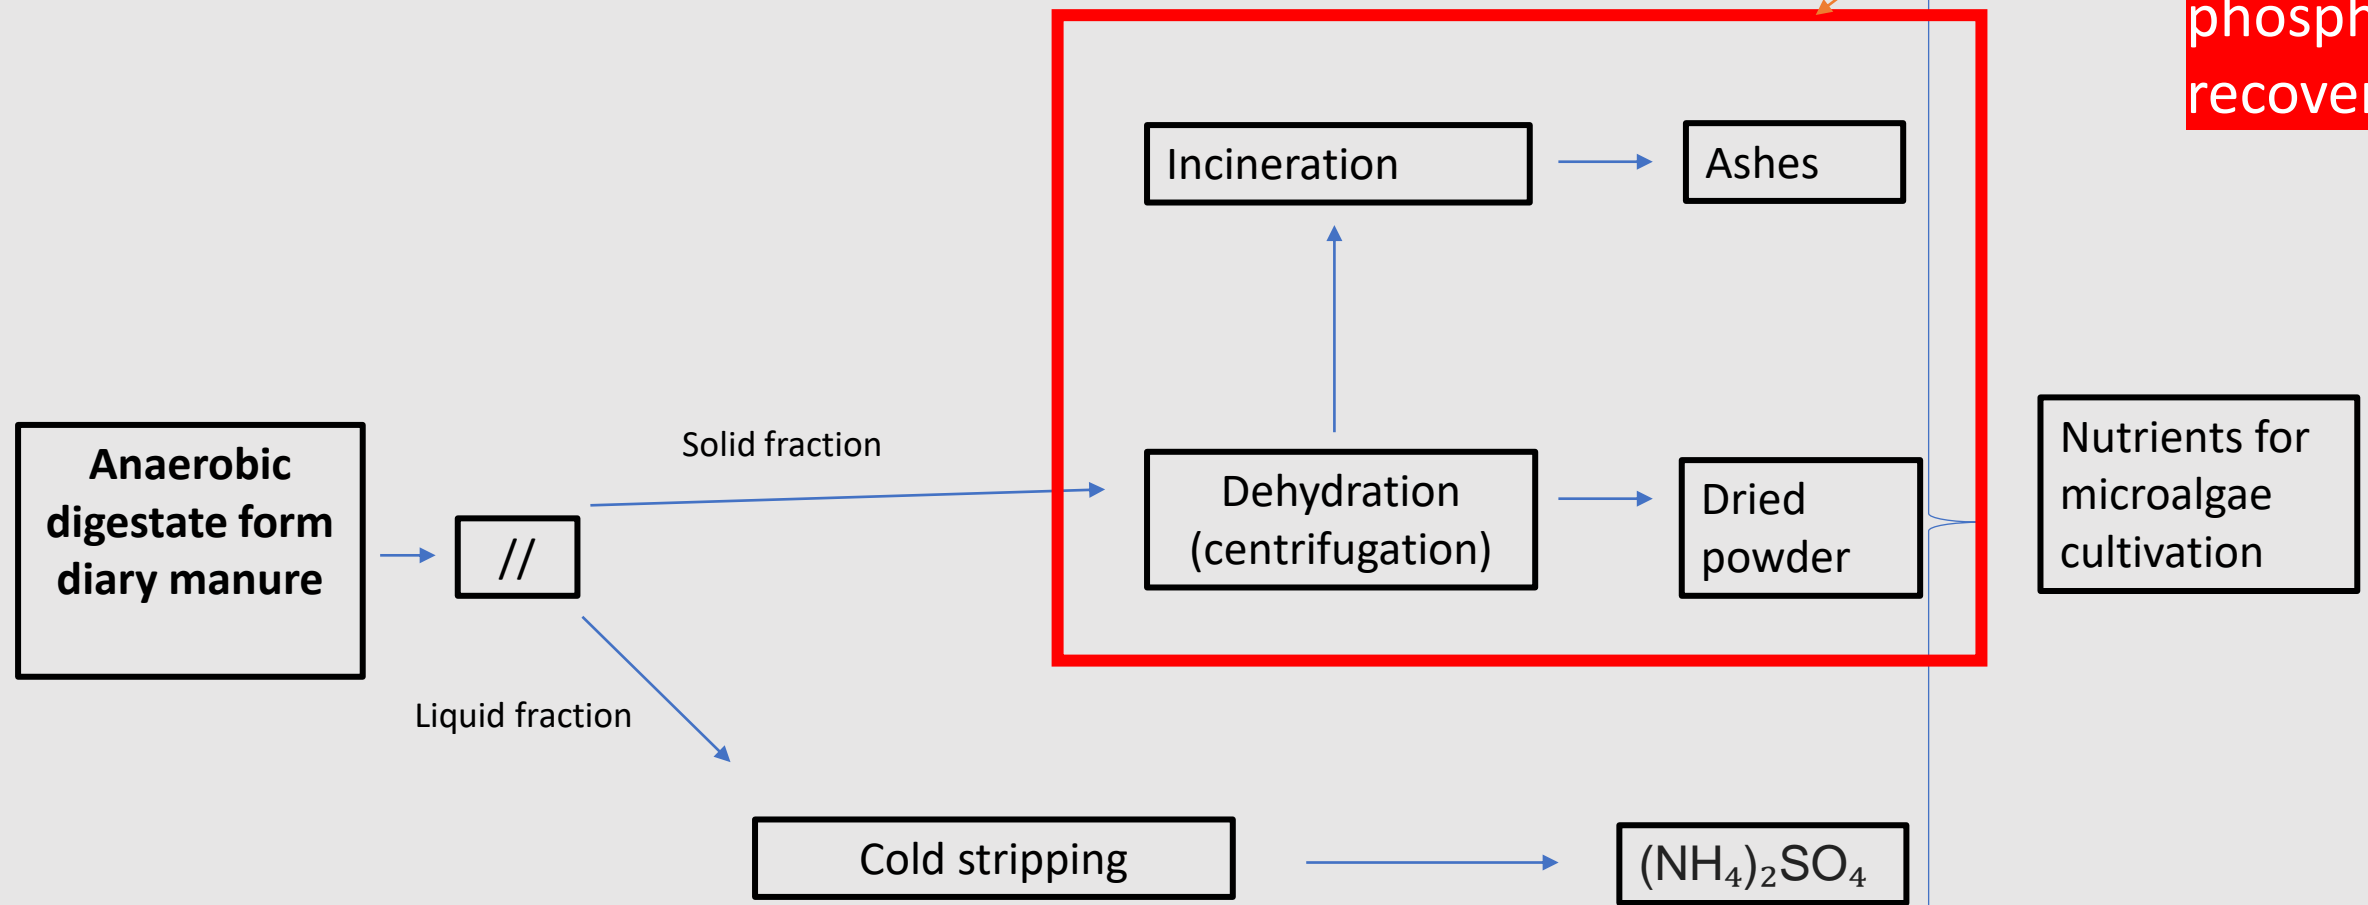 recover
Incineration
Ashes
Solid fraction
Anaerobic
digestate form
diary manure
//
Dehydration
(centrifugation)
Dried
powder
Nutrients for
microalgae
cultivation
Liquid fraction
Cold stripping
(NH₄)₂SO₄